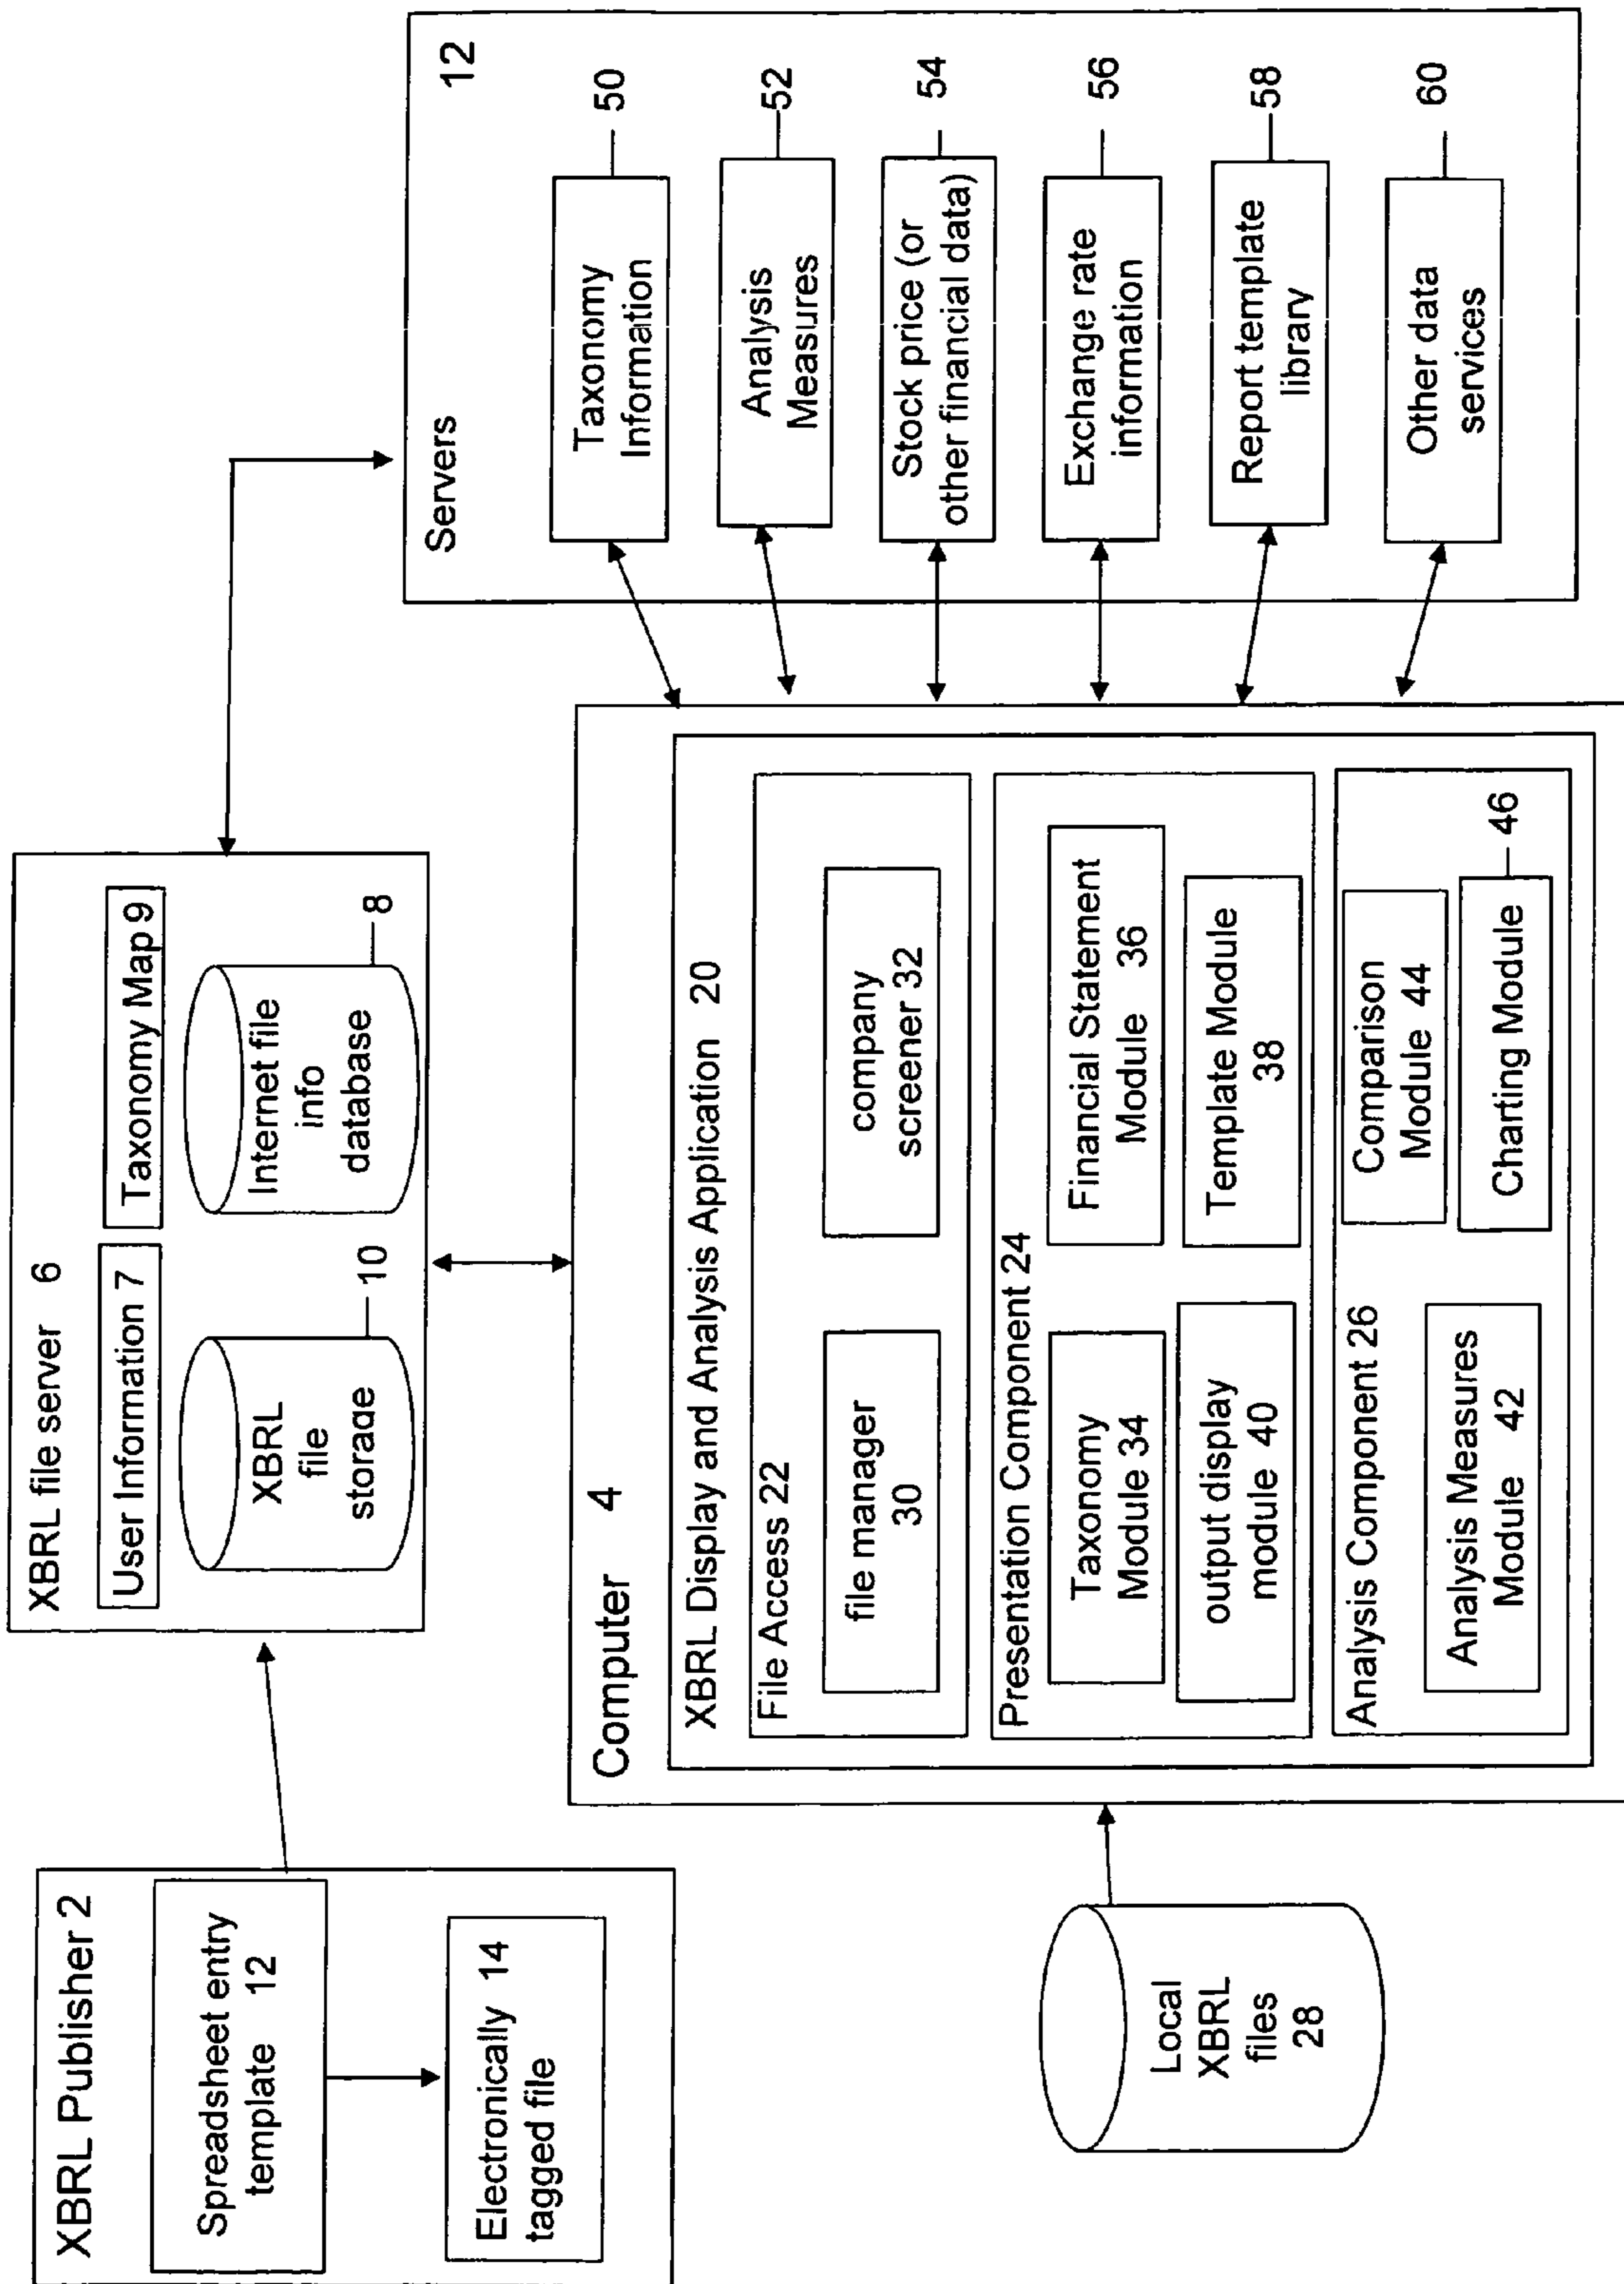 XBRL Publisher 2
Spreadsheet entry
template 12
Electronically 14
tagged file
XBRL file server 6
User Information 7
Taxonomy Map 9
XBRL
file
storage
10
Internet file
info
database
8
Servers
12
Taxonomy
Information
50
Analysis
Measures
52
Stock price (or
other financial data)
54
Exchange rate
information
56
Report template
library
58
Other data
services
60
Computer 4
XBRL Display and Analysis Application 20
File Access 22
file manager
30
company
screener 32
Presentation Component 24
Taxonomy
Module 34
Financial Statement
Module 36
output display
module 40
Template Module
38
Analysis Component 26
Analysis Measures
Module 42
Comparison
Module 44
Charting Module
46
Local
XBRL
files
28